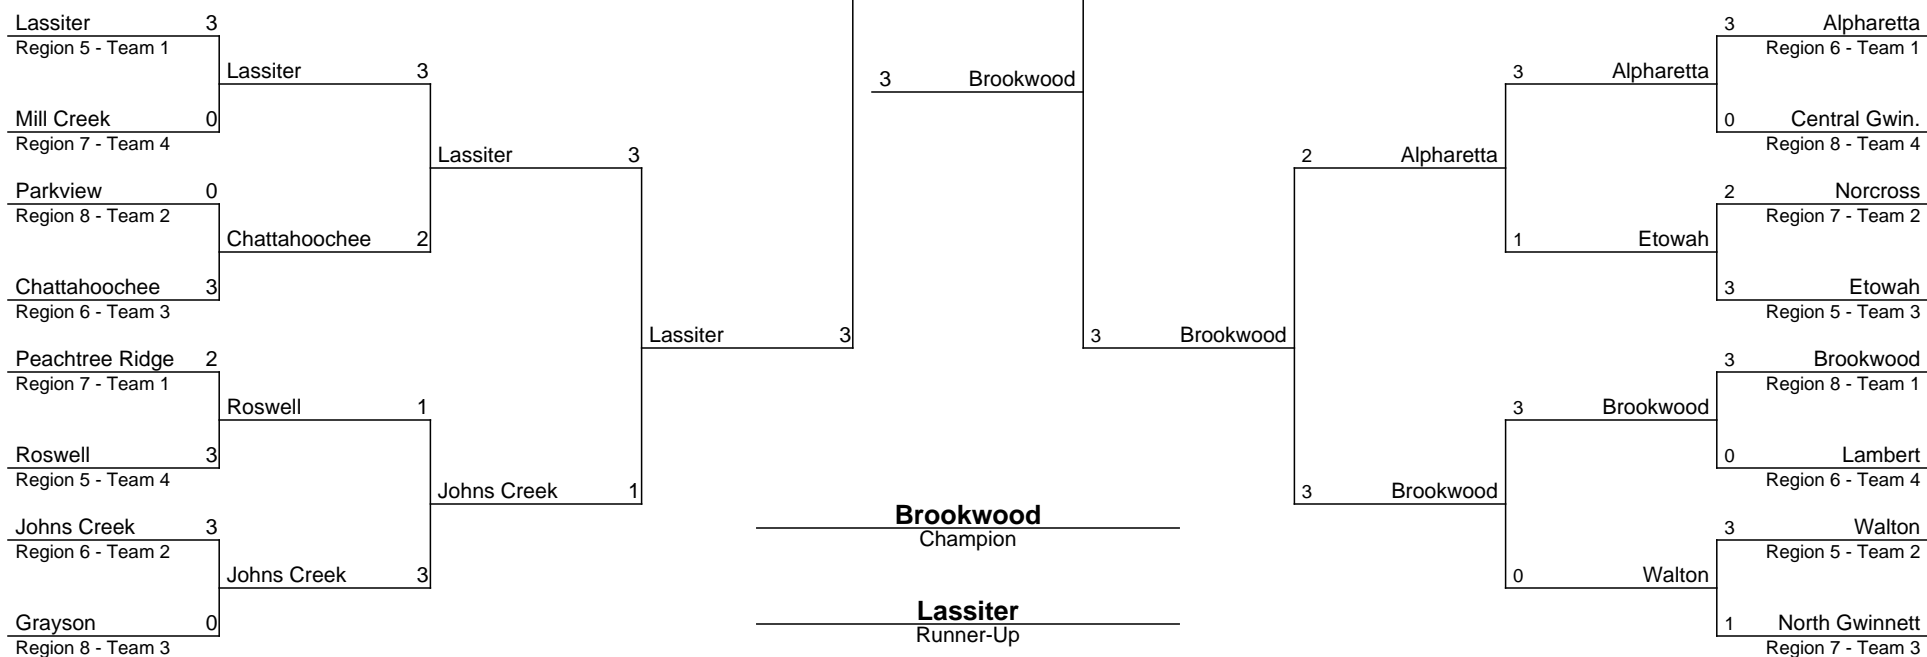 Lassiter 3
Region 5 - Team 1
Mill Creek 0
Region 7 - Team 4
Parkview 0
Region 8 - Team 2
Chattahoochee 3
Region 6 - Team 3
Peachtree Ridge 2
Region 7 - Team 1
Roswell 3
Region 5 - Team 4
Johns Creek 3
Region 6 - Team 2
Grayson 0
Region 8 - Team 3
Lassiter 3
Chattahoochee 2
Roswell 1
Johns Creek 3
Lassiter 3
Johns Creek 1
Lassiter 3
3 Brookwood
Brookwood
Champion
Lassiter
Runner-Up
3 Brookwood
2 Alpharetta
3 Brookwood
3 Alpharetta
1 Etowah
3 Brookwood
0 Walton
3 Alpharetta
Region 6 - Team 1
0 Central Gwin.
Region 8 - Team 4
2 Norcross
Region 7 - Team 2
3 Etowah
Region 5 - Team 3
3 Brookwood
Region 8 - Team 1
0 Lambert
Region 6 - Team 4
3 Walton
Region 5 - Team 2
1 North Gwinnett
Region 7 - Team 3